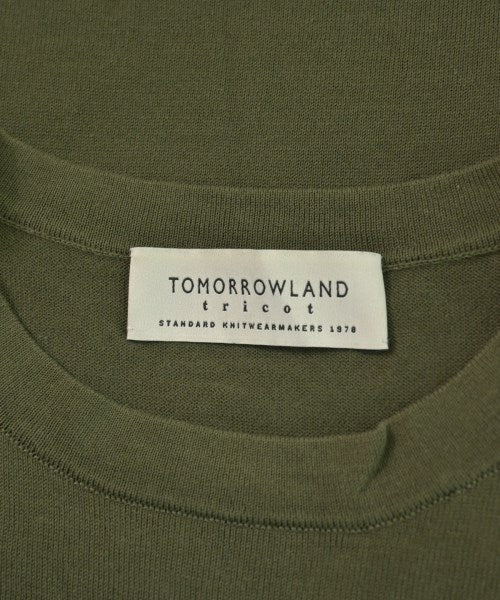 TOMORROWLAND
tricot
STANDARD KNITWEARMAKERS 1978